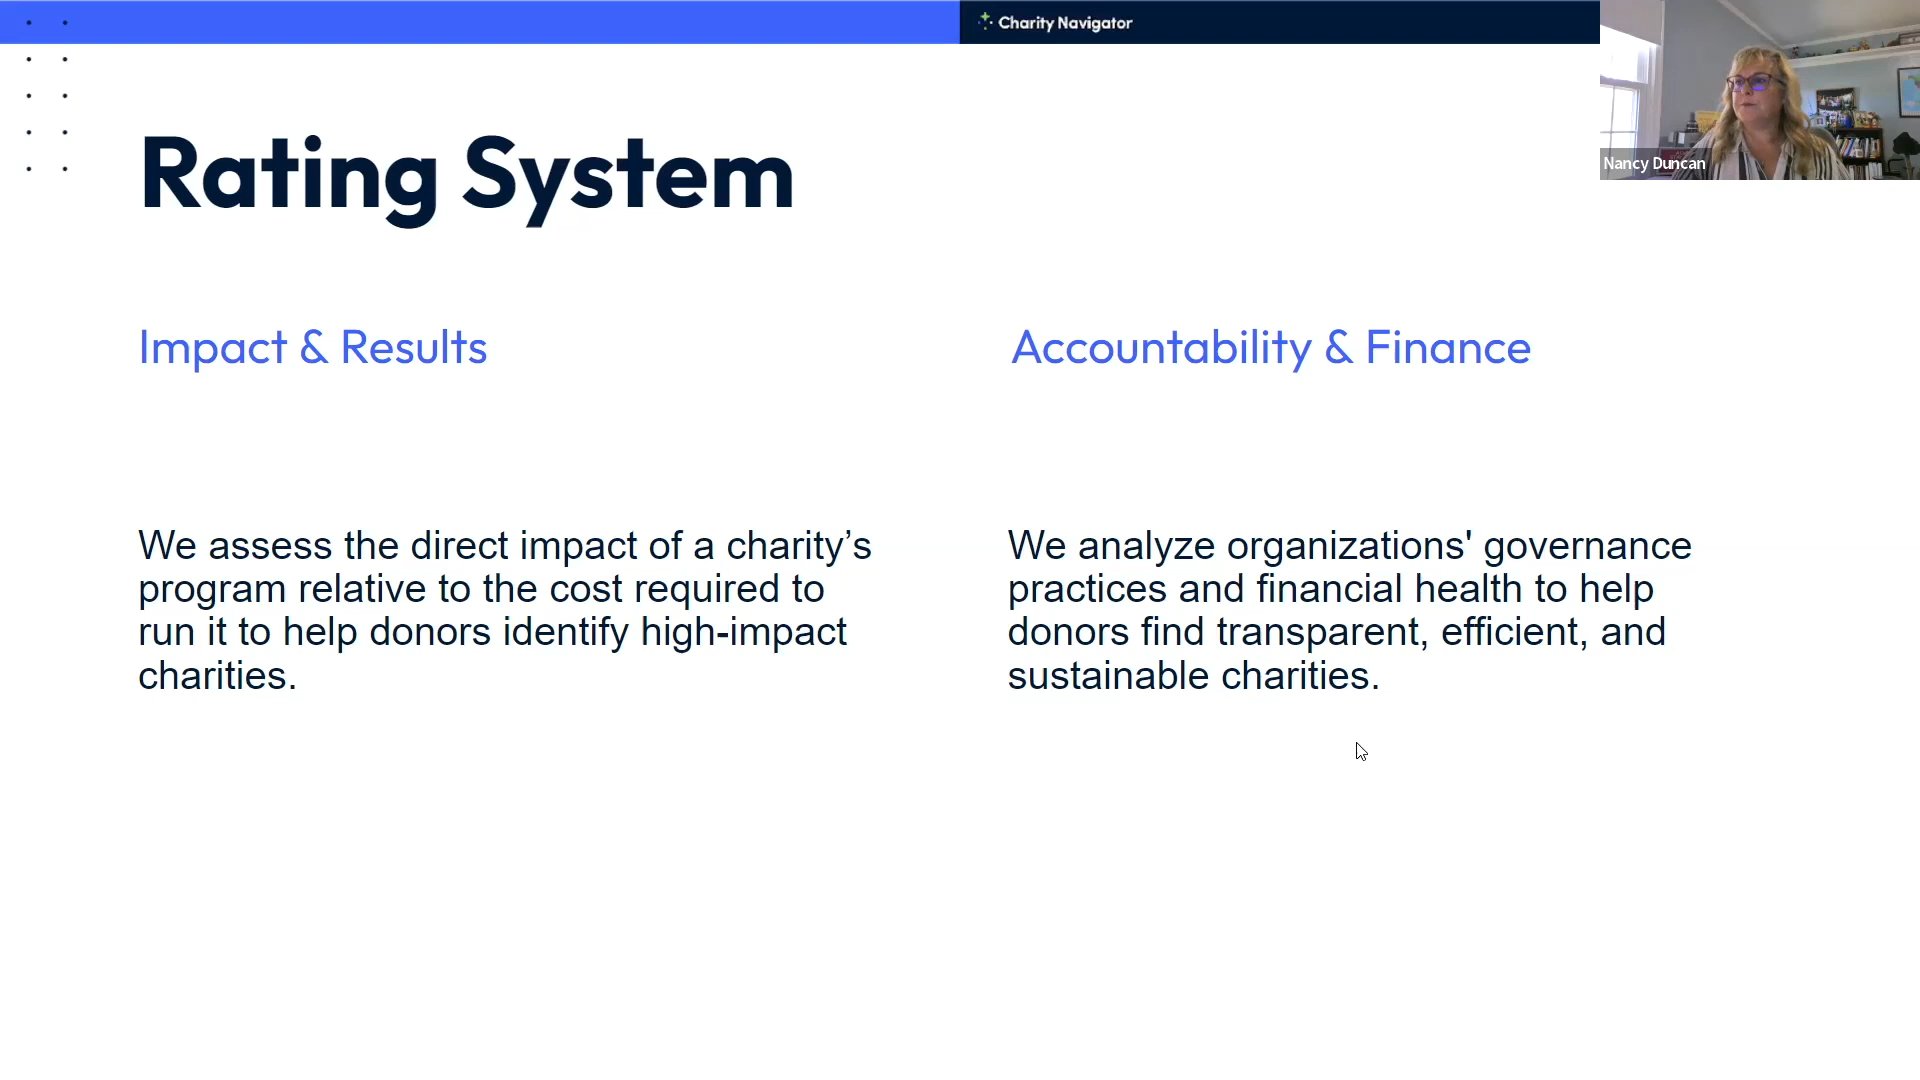 Charity Navigator
Nancy Duncan
Rating System
Impact & Results
We assess the direct impact of a charity’s
program relative to the cost required to
run it to help donors identify high-impact
charities.
Accountability & Finance
We analyze organizations' governance
practices and financial health to help
donors find transparent, efficient, and
sustainable charities.